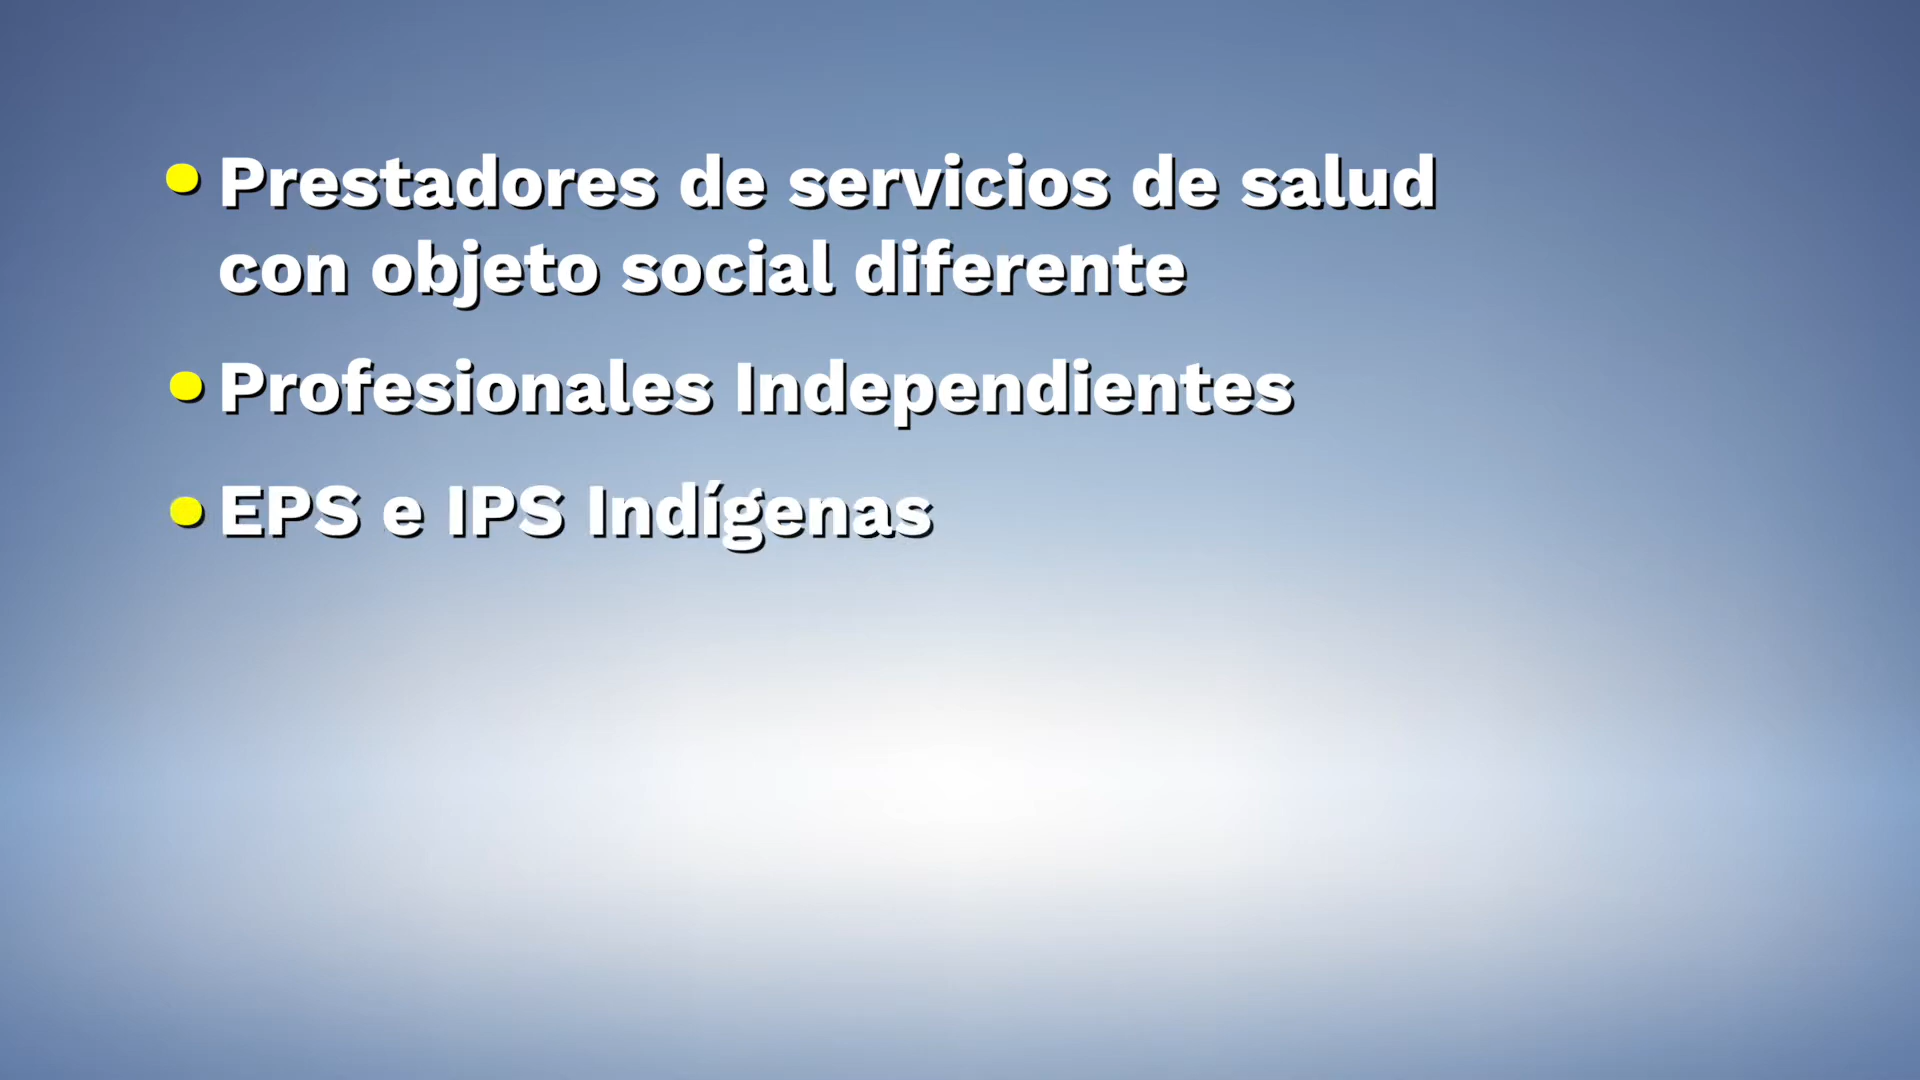 • Prestadores de servicios de salud
con objeto social diferente
• Profesionales Independientes
• EPS e IPS Indígenas